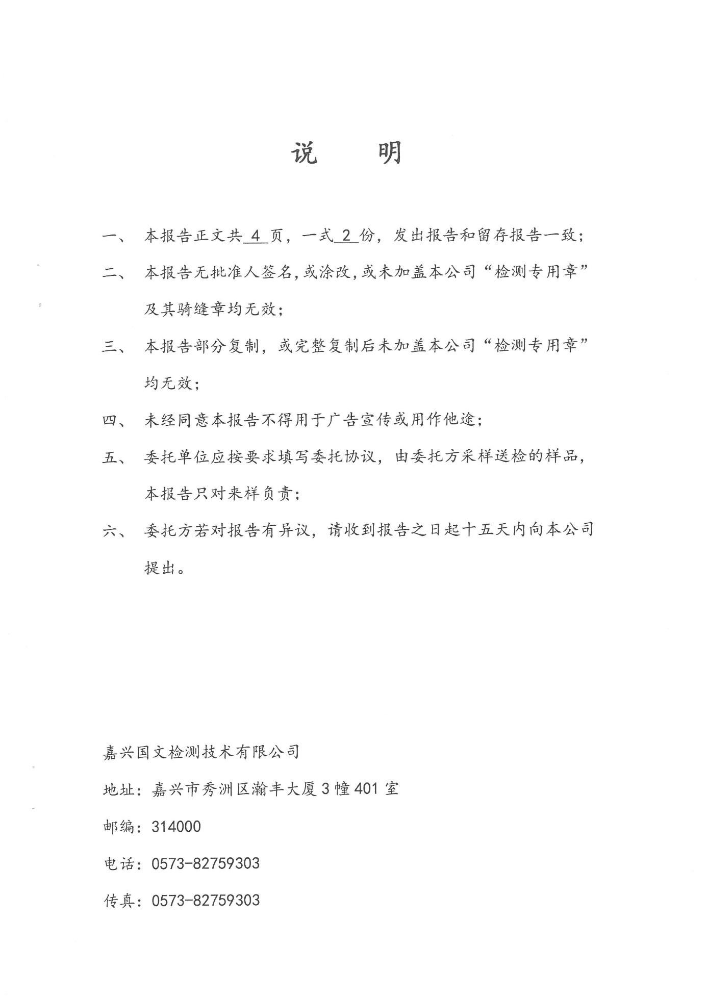 说 明
一、 本报告正文共 4 页，一式 2 份，发出报告和留存报告一致；
二、 本报告无批准人签名，或涂改，或未加盖本公司“检测专用章”
及其骑缝章均无效；
三、 本报告部分复制，或完整复制后未加盖本公司“检测专用章”
均无效；
四、 未经同意本报告不得用于广告宣传或用作他途；
五、 委托单位应按要求填写委托协议，由委托方采样送检的样品，
本报告只对来样负责；
六、 委托方若对报告有异议，请收到报告之日起十五天内向本公司
提出。
嘉兴国文检测技术有限公司
地址：嘉兴市秀洲区瀚丰大厦 3 幢 401 室
邮编：314000
电话：0573-82759303
传真：0573-82759303